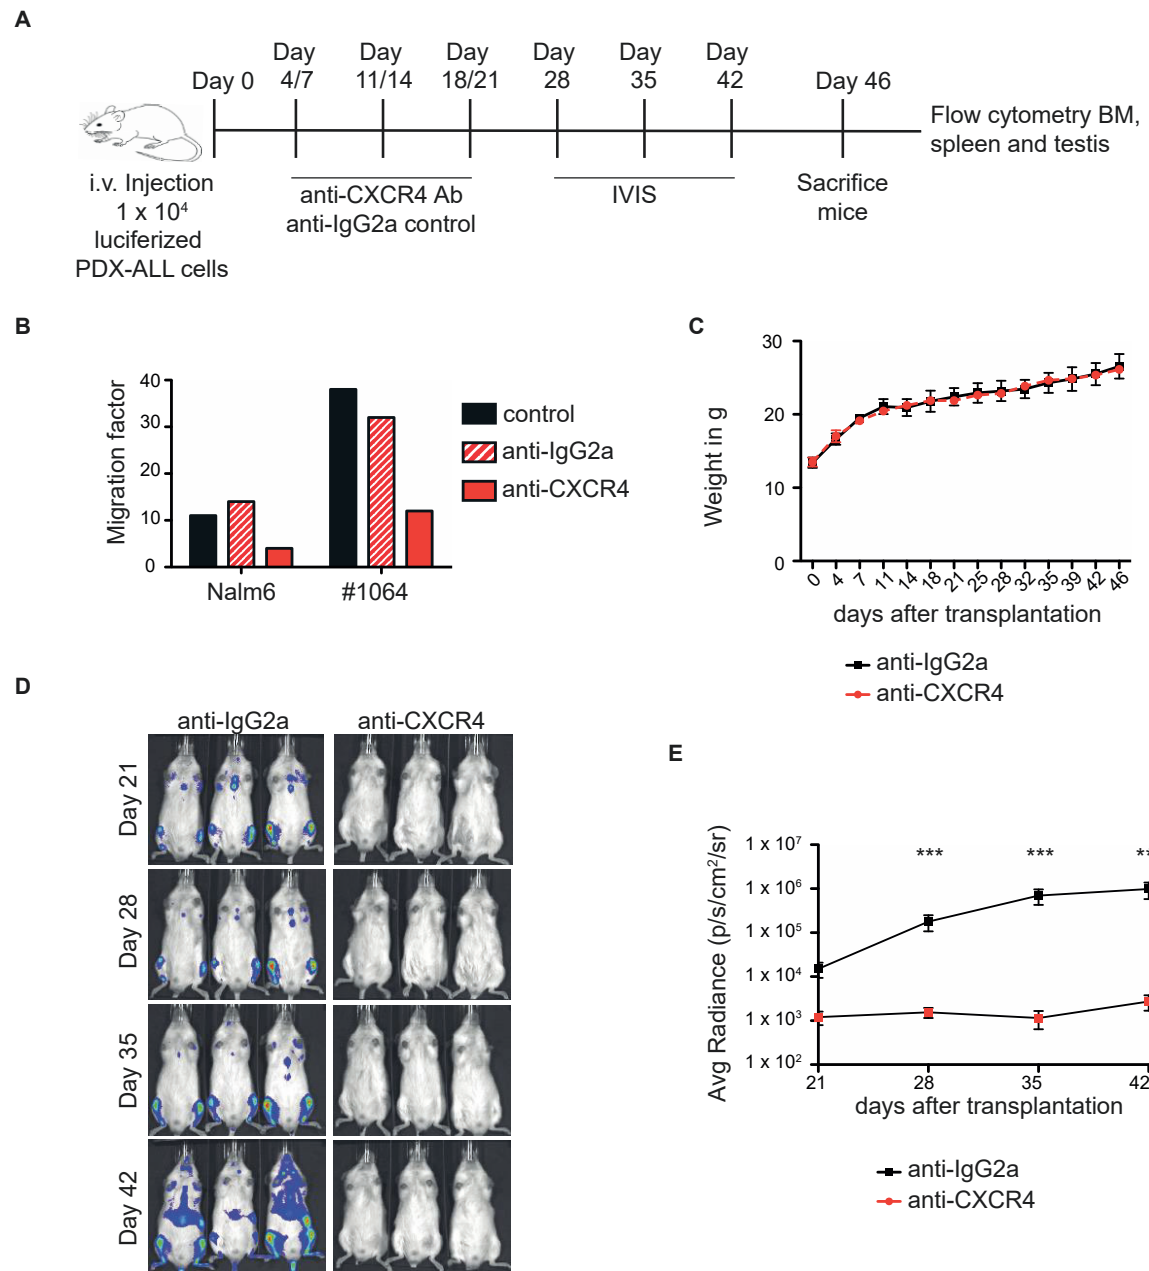 A
Day 0
Day
4/7
Day
11/14
Day
18/21
Day
28
Day
35
Day
42
Day 46
Flow cytometry BM,
spleen and testis
i.v. Injection
1 x 10⁴
luciferized
PDX-ALL cells
anti-CXCR4 Ab
anti-IgG2a control
IVIS
Sacrifice
mice
B
Migration factor
40
30
20
10
0
Nalm6
#1064
control
anti-IgG2a
anti-CXCR4
C
Weight in g
30
20
10
0
0 4 7 11 14 18 21 25 28 32 35 39 42 46
days after transplantation
anti-IgG2a
anti-CXCR4
D
anti-IgG2a
anti-CXCR4
Day 21
Day 28
Day 35
Day 42
E
Avg Radiance (p/s/cm²/sr)
1 x 10⁷
1 x 10⁶
1 x 10⁵
1 x 10⁴
1 x 10³
1 x 10²
*** *** **
21 28 35 42
days after transplantation
anti-IgG2a
anti-CXCR4